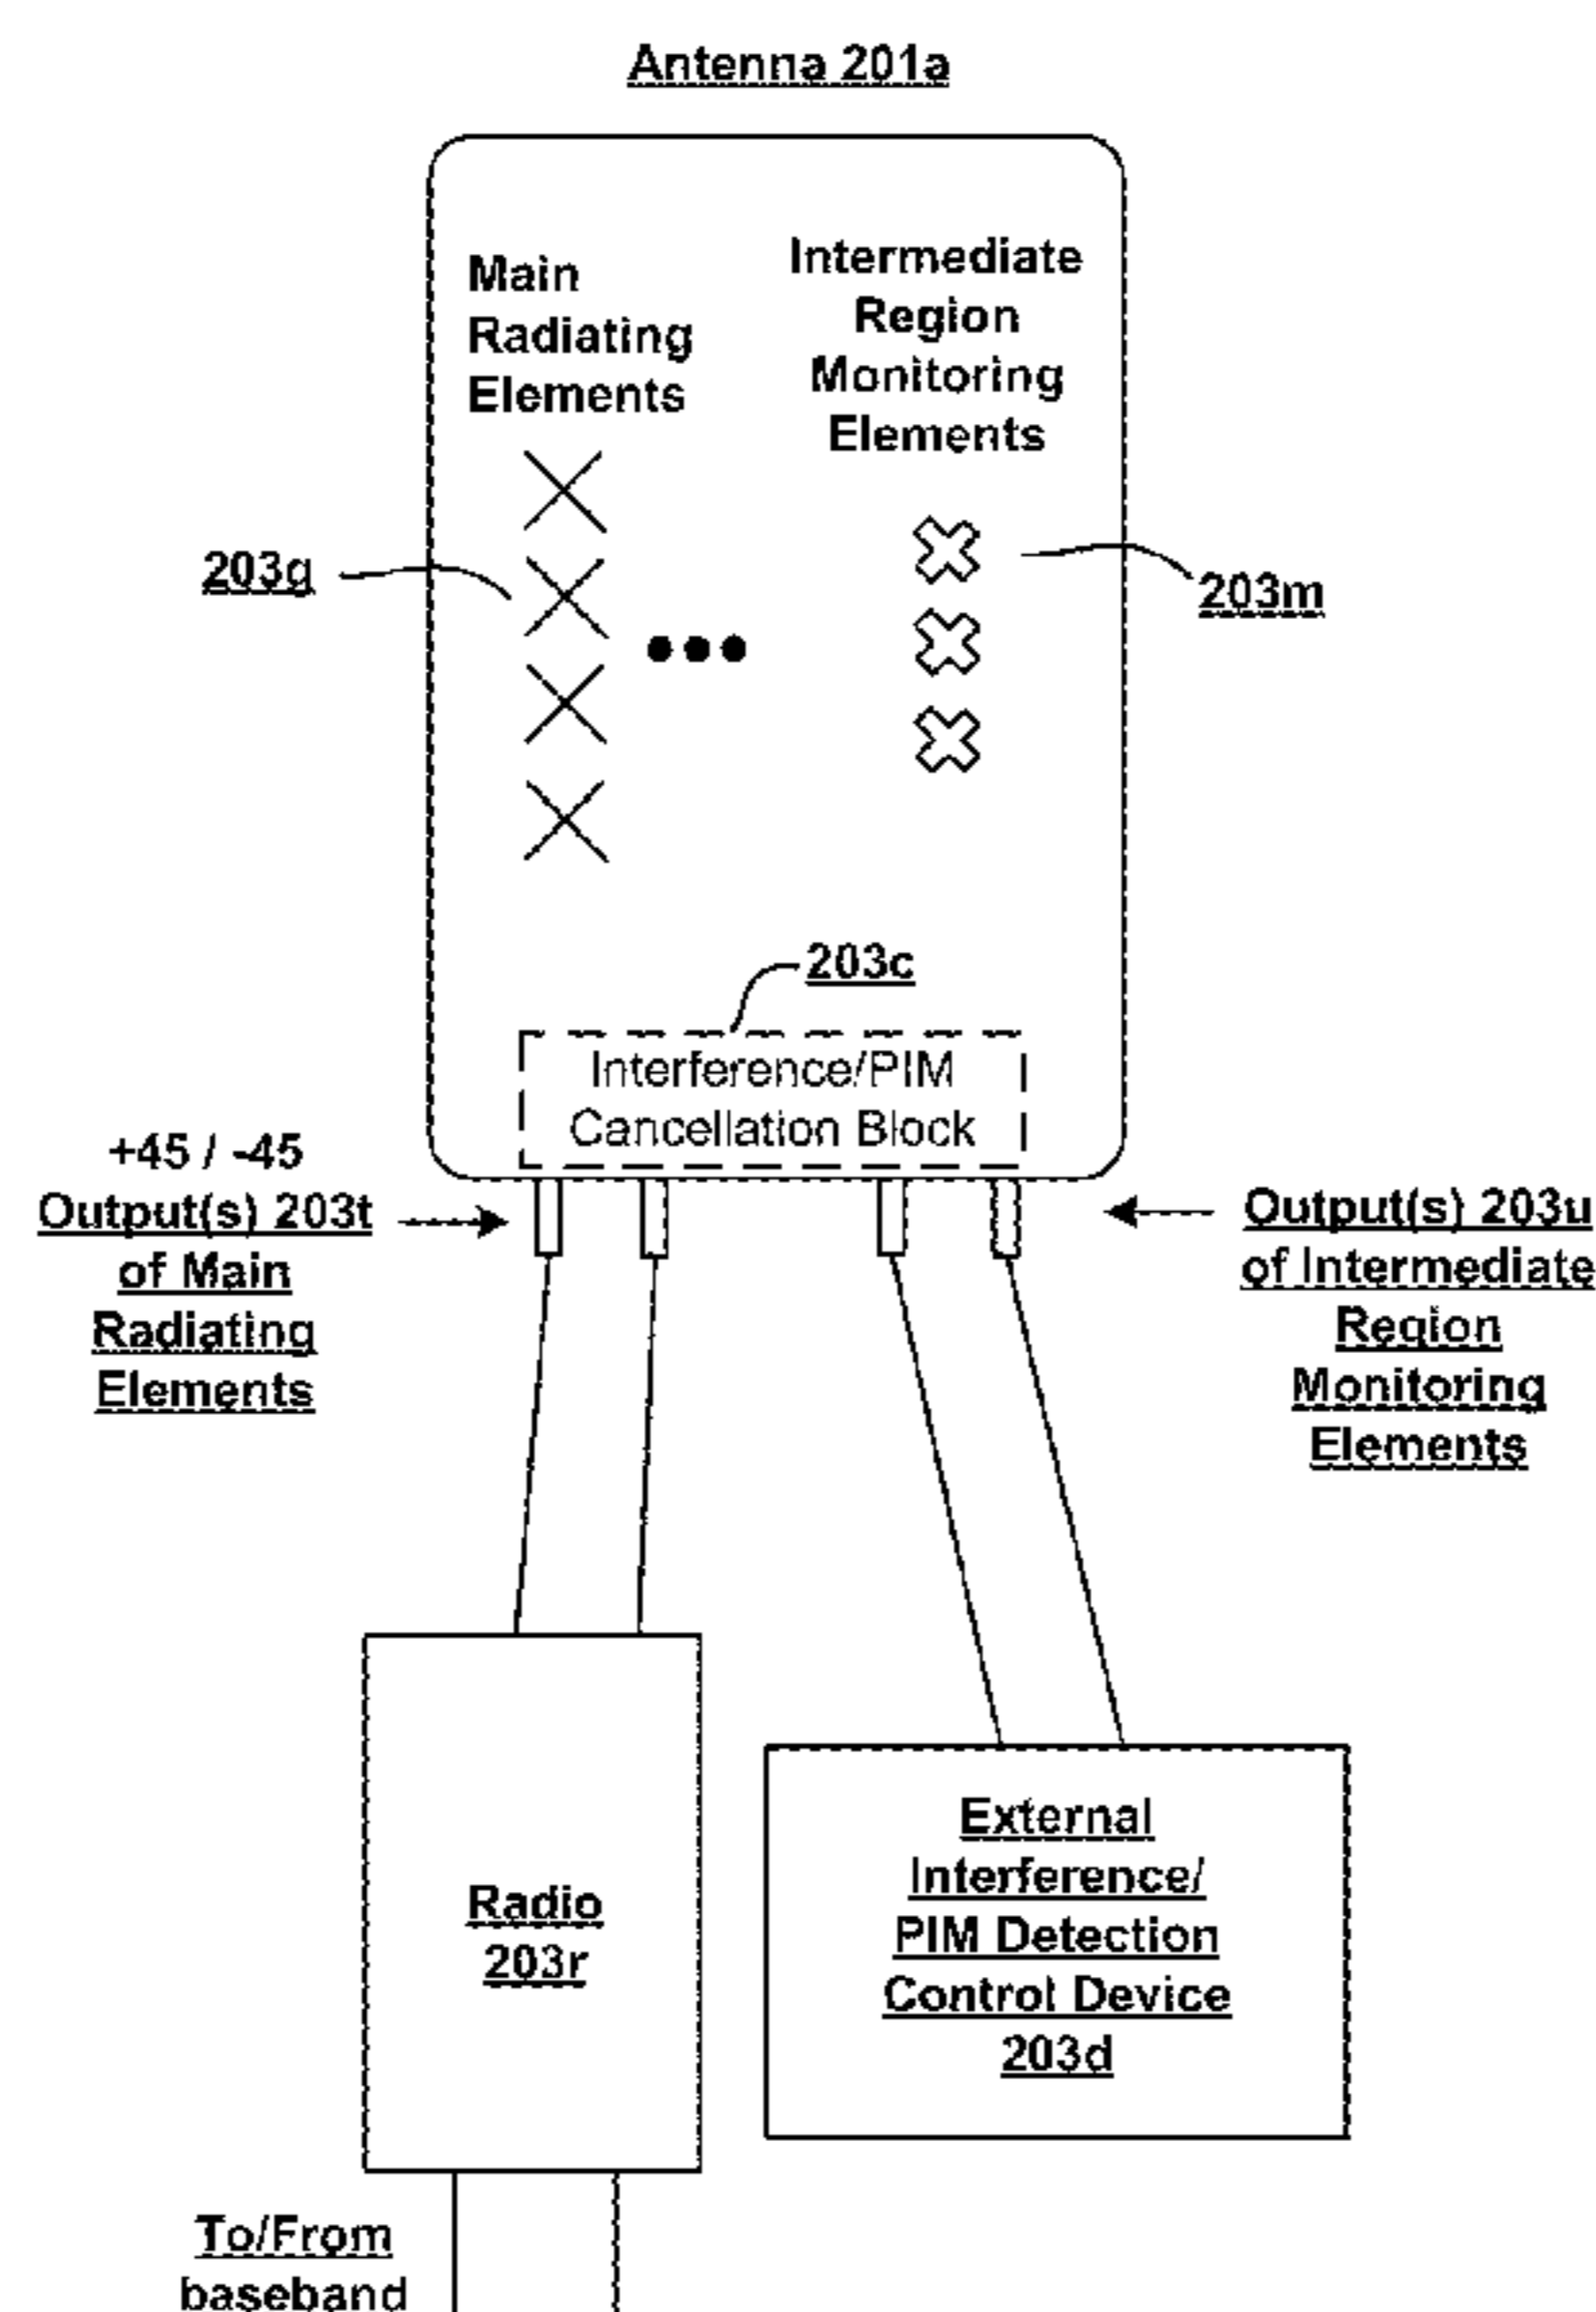 Antenna 201a
Main
Radiating
Elements
Intermediate
Region
Monitoring
Elements
203g
203m
203c
Interference/PIM
Cancellation Block
+45 / -45
Output(s) 203t
of Main
Radiating
Elements
Output(s) 203u
of Intermediate
Region
Monitoring
Elements
Radio
203r
External
Interference/
PIM Detection
Control Device
203d
To/From
baseband